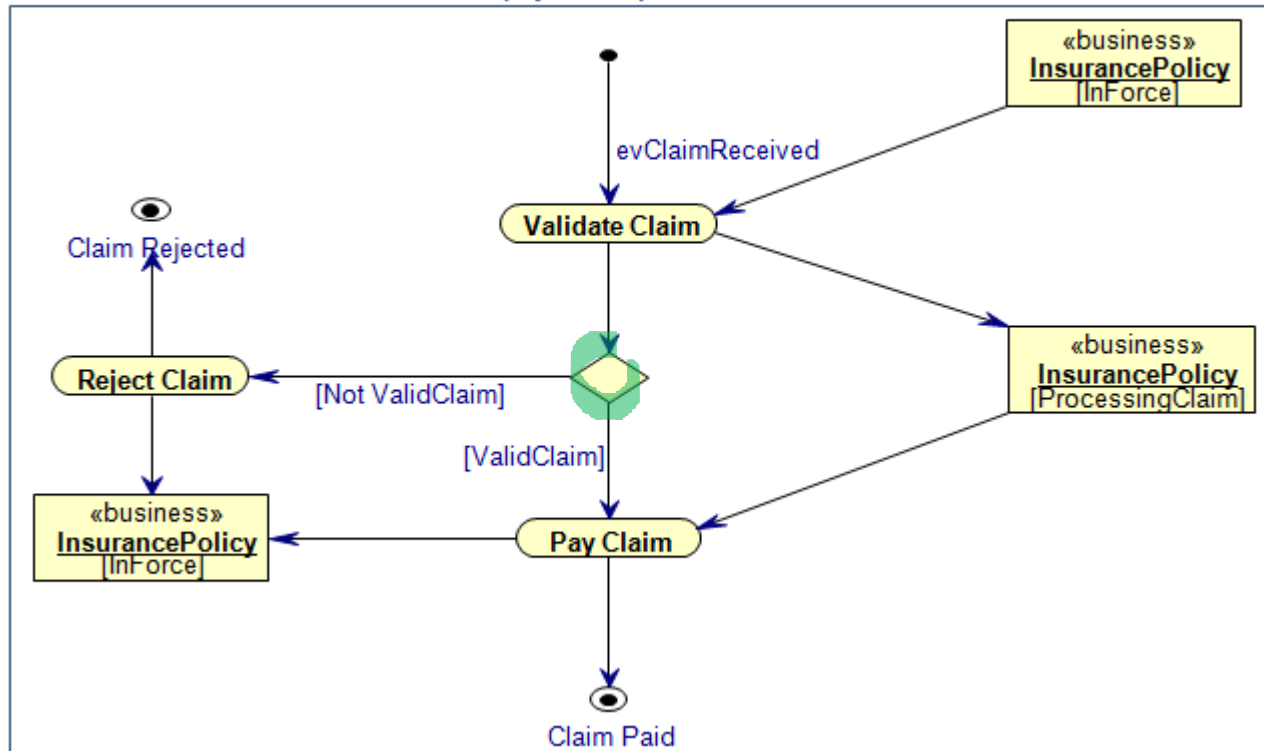 «business»
InsurancePolicy
[InForce]
evClaimReceived
Validate Claim
Claim Rejected
«business»
InsurancePolicy
[ProcessingClaim]
Reject Claim
[Not ValidClaim]
[ValidClaim]
«business»
InsurancePolicy
[InForce]
Pay Claim
Claim Paid